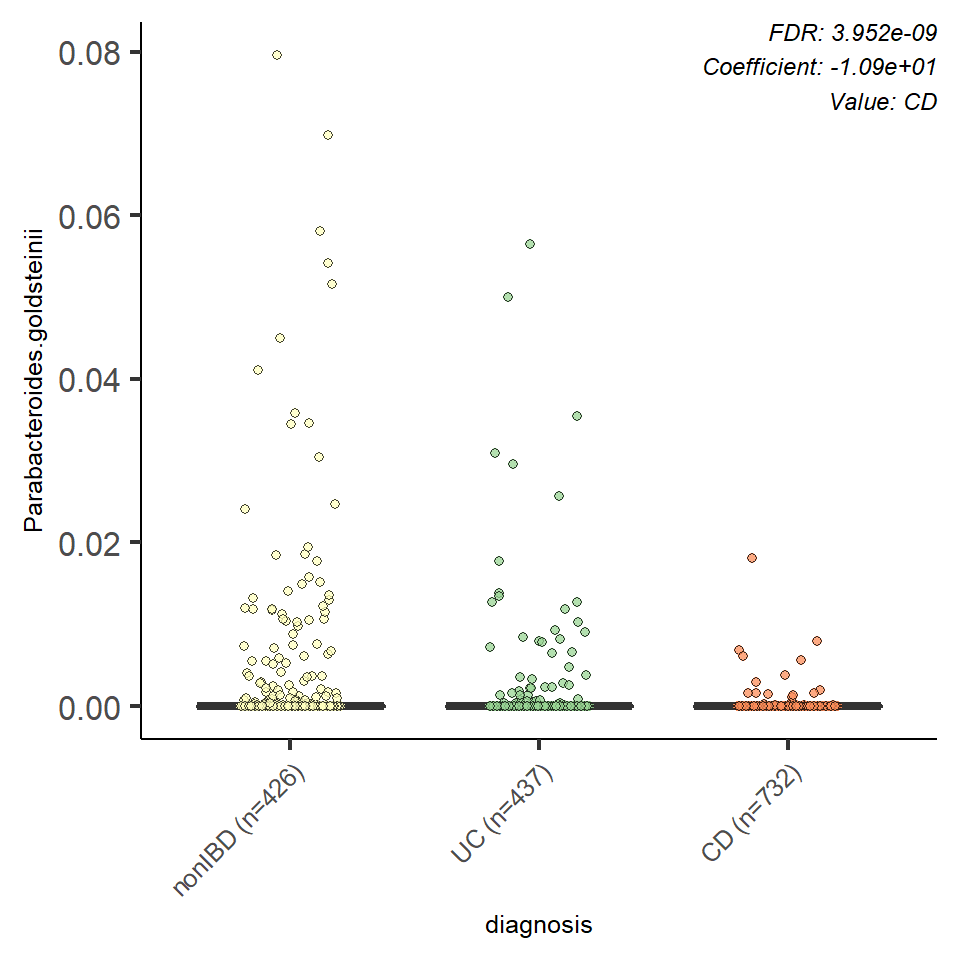 FDR: 3.952e-09
Coefficient: -1.09e+01
Value: CD
Parabacteroides.goldsteinii
0.08
0.06
0.04
0.02
0.00
nonIBD (n=426)
UC (n=437)
CD (n=732)
diagnosis